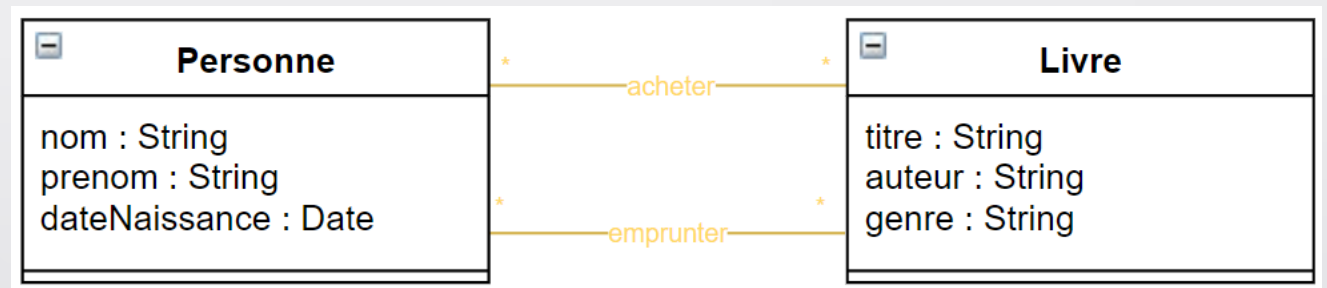 Personne
nom : String
prenom : String
dateNaissance : Date
* acheter *
* emprunter *
Livre
titre : String
auteur : String
genre : String